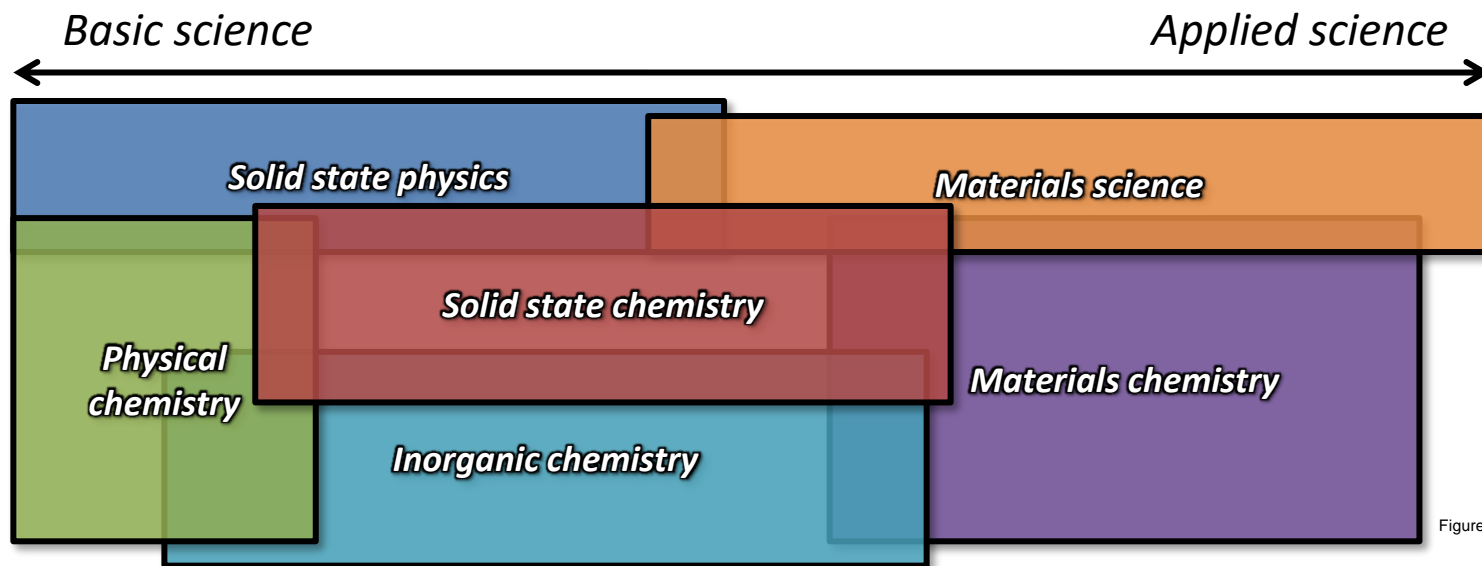 Basic science
Applied science
Solid state physics
Materials science
Solid state chemistry
Physical
chemistry
Materials chemistry
Inorganic chemistry
Figure